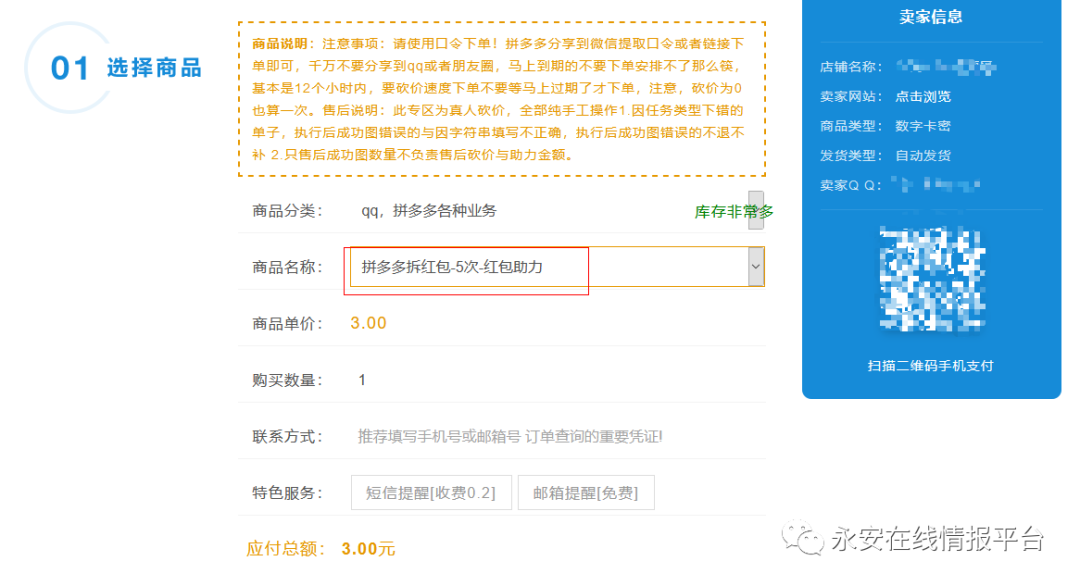 01 选择商品
商品说明：注意事项：请使用口令下单！拼多多分享到微信提取口令或者链接下
单即可，千万不要分享到qq或者朋友圈，马上到期的不要下单安排不了那么筷，
基本是12个小时内，要砍价速度下单不要等马上过期了才下单，注意，砍价为0
也算一次。售后说明：此专区为真人砍价，全部纯手工操作1.因任务类型下错的
单子，执行后成功图错误的与因字符串填写不正确，执行后成功图错误的不退不
补 2.只售后成功图数量不负责售后砍价与助力金额。
商品分类： qq，拼多多各种业务 库存非常多
商品名称： 拼多多拆红包-5次-红包助力
商品单价： 3.00
购买数量： 1
联系方式： 推荐填写手机号或邮箱号 订单查询的重要凭证!
特色服务： 短信提醒[收费0.2] 邮箱提醒[免费]
应付总额： 3.00元
卖家信息
店铺名称：
卖家网站： 点击浏览
商品类型： 数字卡密
发货类型： 自动发货
卖家Q Q：
扫描二维码手机支付
永安在线情报平台